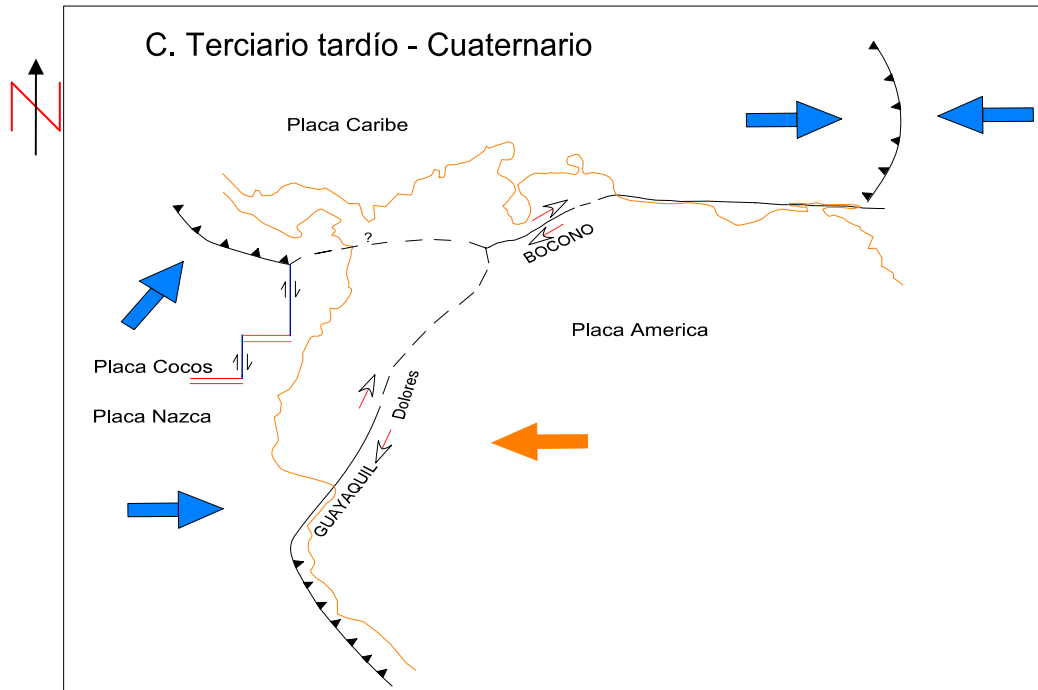 C. Terciario tardío - Cuaternario
N
Placa Caribe
?
BOCONO
Placa America
Placa Cocos
Dolores
Placa Nazca
GUAYAQUIL